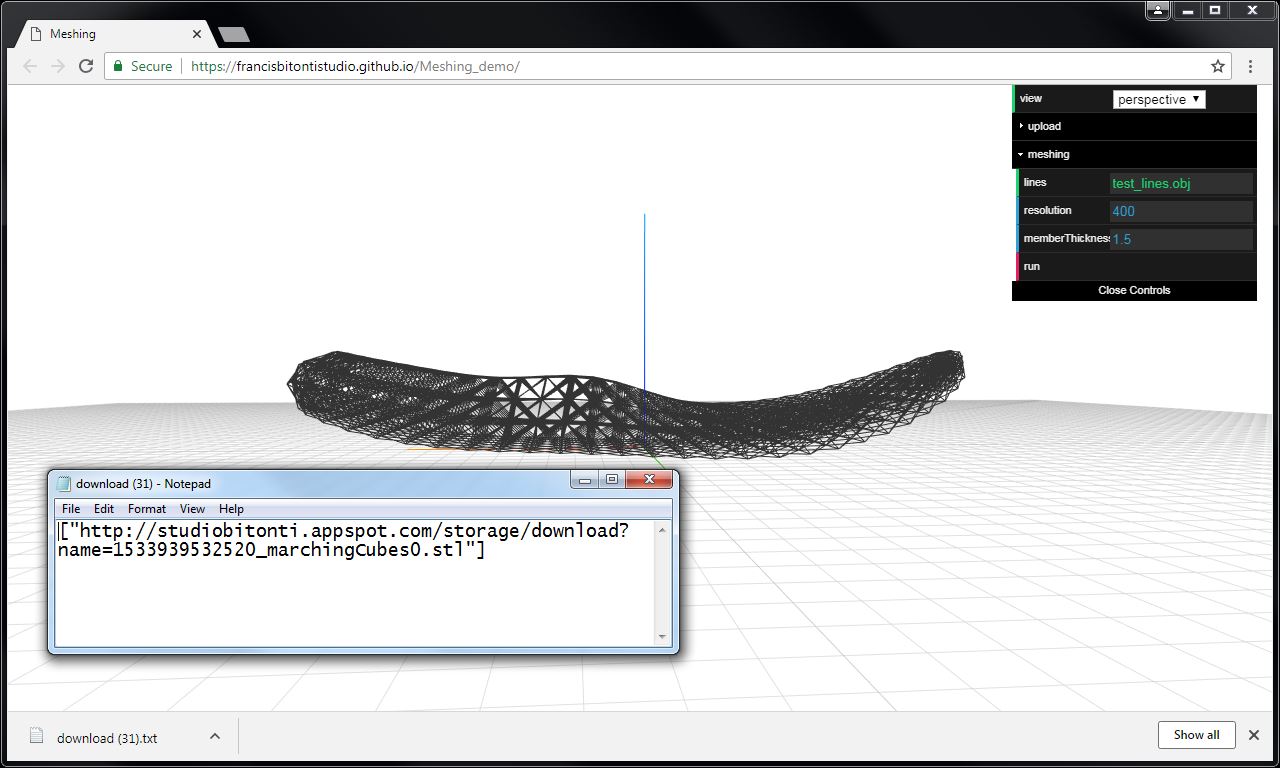 Meshing
Secure
https://francisbitontistudio.github.io/Meshing_demo/
view perspective
upload
meshing
lines test_lines.obj
resolution 400
memberThickness 1.5
run
Close Controls
download (31) - Notepad
File Edit Format View Help
["http://studiobitonti.appspot.com/storage/download?
name=1533939532520_marchingCubes0.stl"]
download (31).txt
Show all